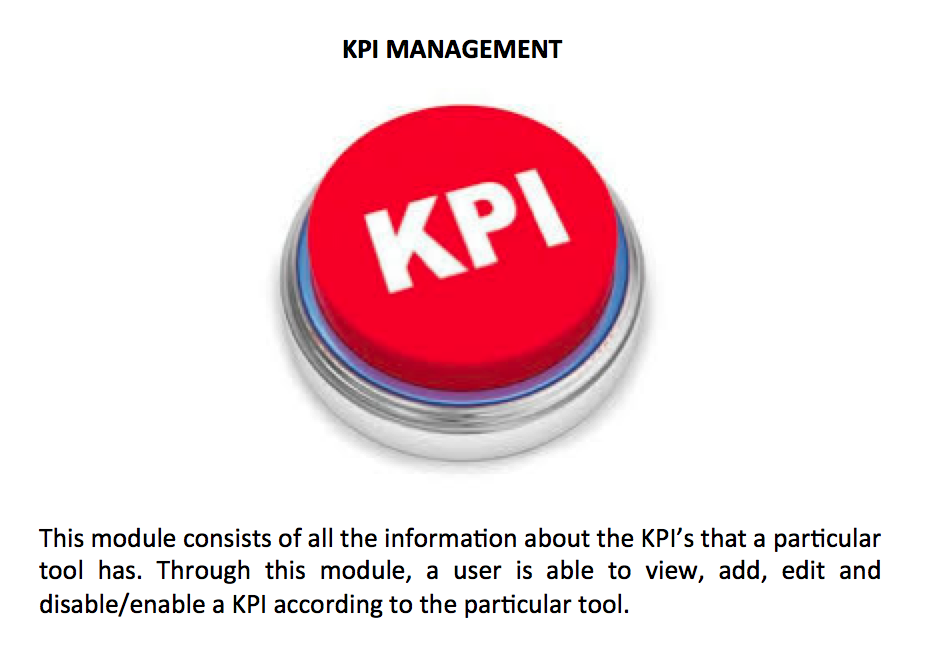 KPI MANAGEMENT
KPI
This module consists of all the information about the KPI’s that a particular
tool has. Through this module, a user is able to view, add, edit and
disable/enable a KPI according to the particular tool.